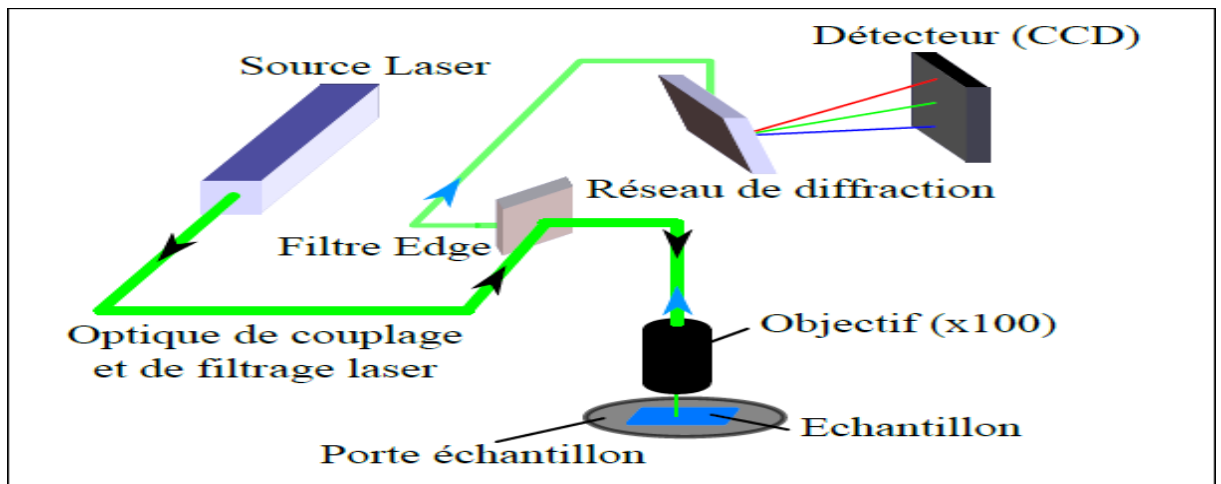 Détecteur (CCD)
Source Laser
Réseau de diffraction
Filtre Edge
Objectif (x100)
Optique de couplage
et de filtrage laser
Echantillon
Porte échantillon